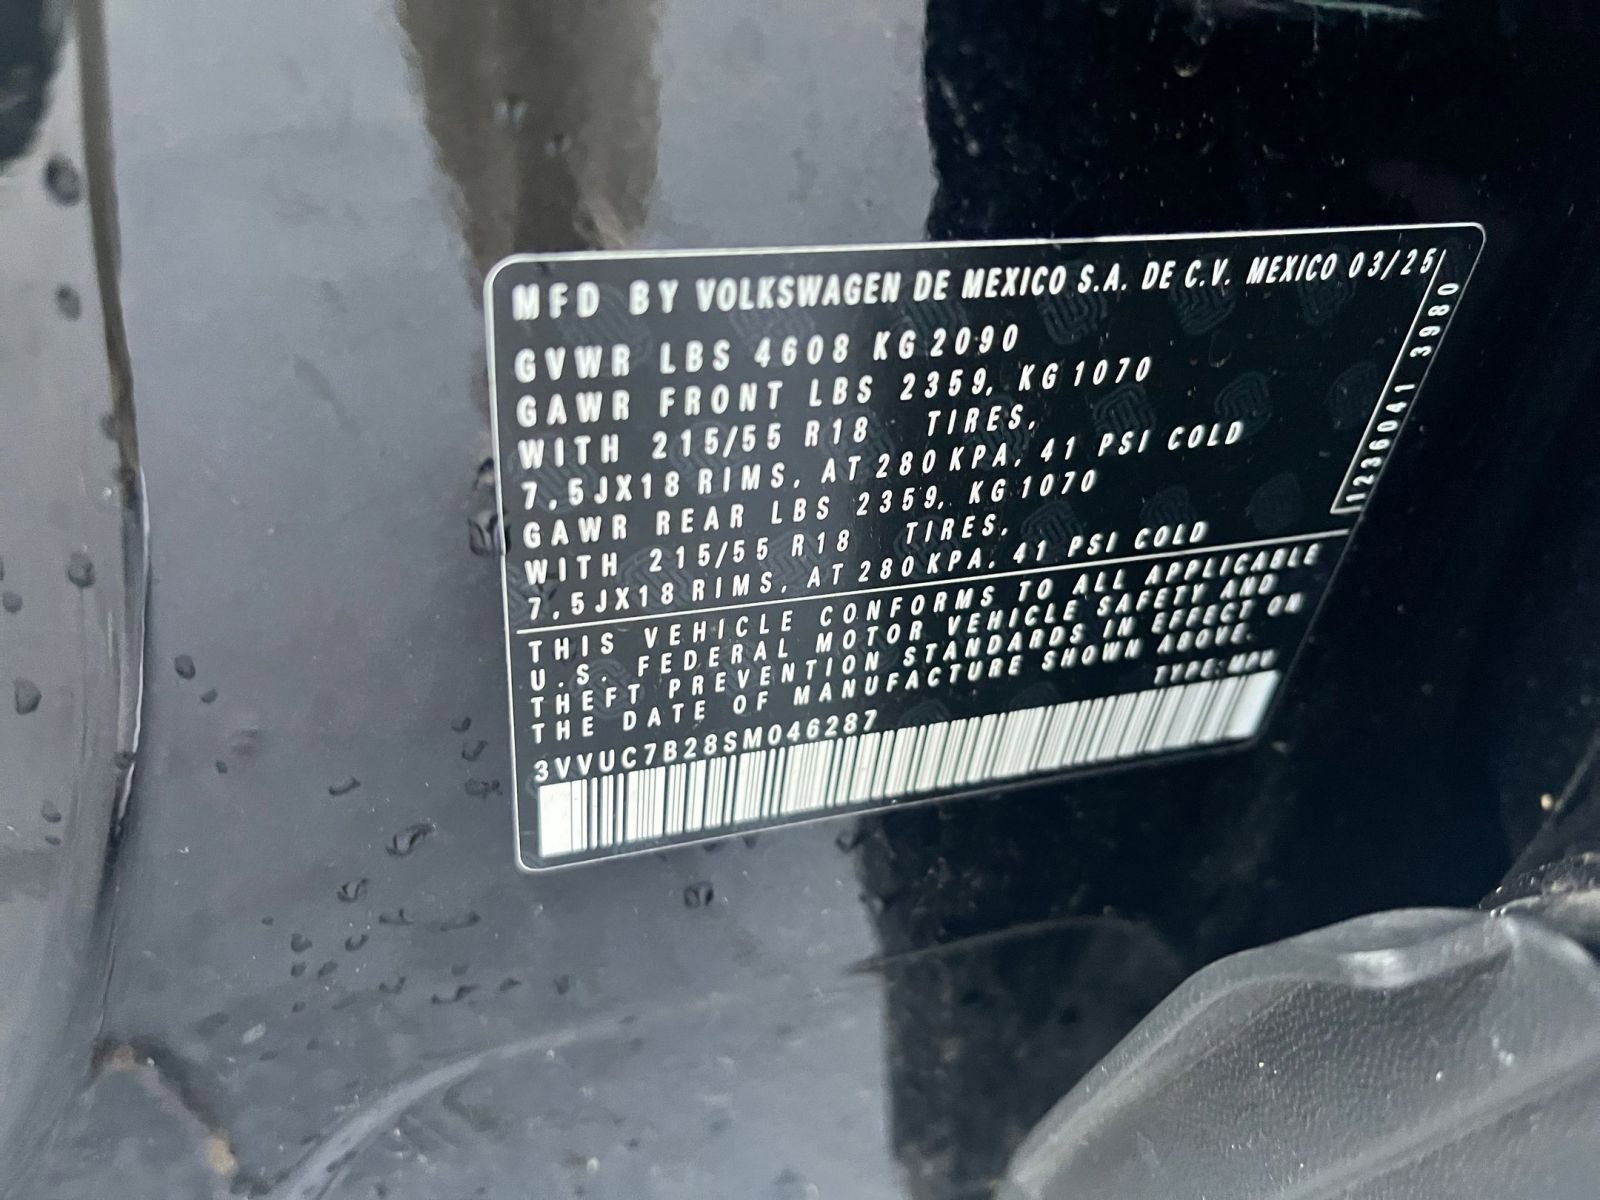 MFD BY VOLKSWAGEN DE MEXICO S.A. DE C.V. MEXICO 03/25
GVWR LBS 4608 KG 2090
GAWR FRONT LBS 2359, KG 1070
WITH 215/55 R18 TIRES,
7,5JX18 RIMS, AT 280 KPA, 41 PSI COLD
GAWR REAR LBS 2359, KG 1070
WITH 215/55 R18 TIRES,
7,5JX18 RIMS, AT 280 KPA, 41 PSI COLD
1236041 3980
THIS VEHICLE CONFORMS TO ALL APPLICABLE
U.S. FEDERAL MOTOR VEHICLE SAFETY AND
THEFT PREVENTION STANDARDS IN EFFECT ON
THE DATE OF MANUFACTURE SHOWN ABOVE.
TYPE: MPV
3VVUC7B28SM046287